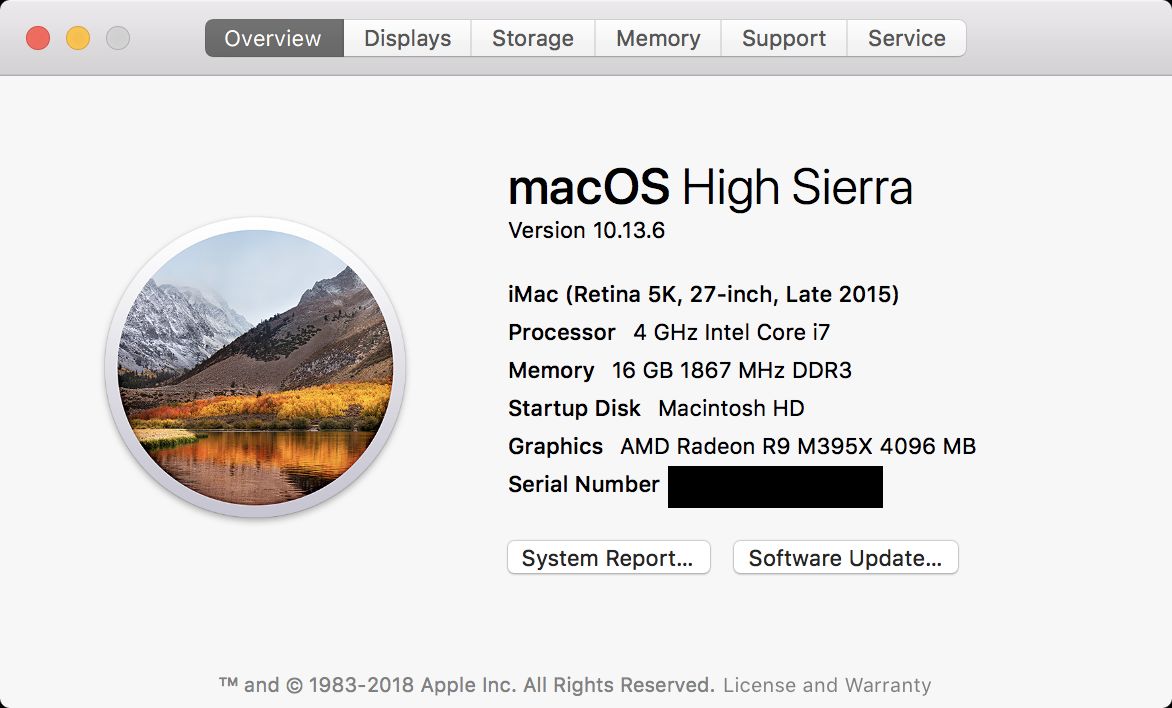 Overview Displays Storage Memory Support Service
macOS High Sierra
Version 10.13.6
iMac (Retina 5K, 27-inch, Late 2015)
Processor 4 GHz Intel Core i7
Memory 16 GB 1867 MHz DDR3
Startup Disk Macintosh HD
Graphics AMD Radeon R9 M395X 4096 MB
Serial Number
System Report... Software Update...
™ and © 1983-2018 Apple Inc. All Rights Reserved. License and Warranty